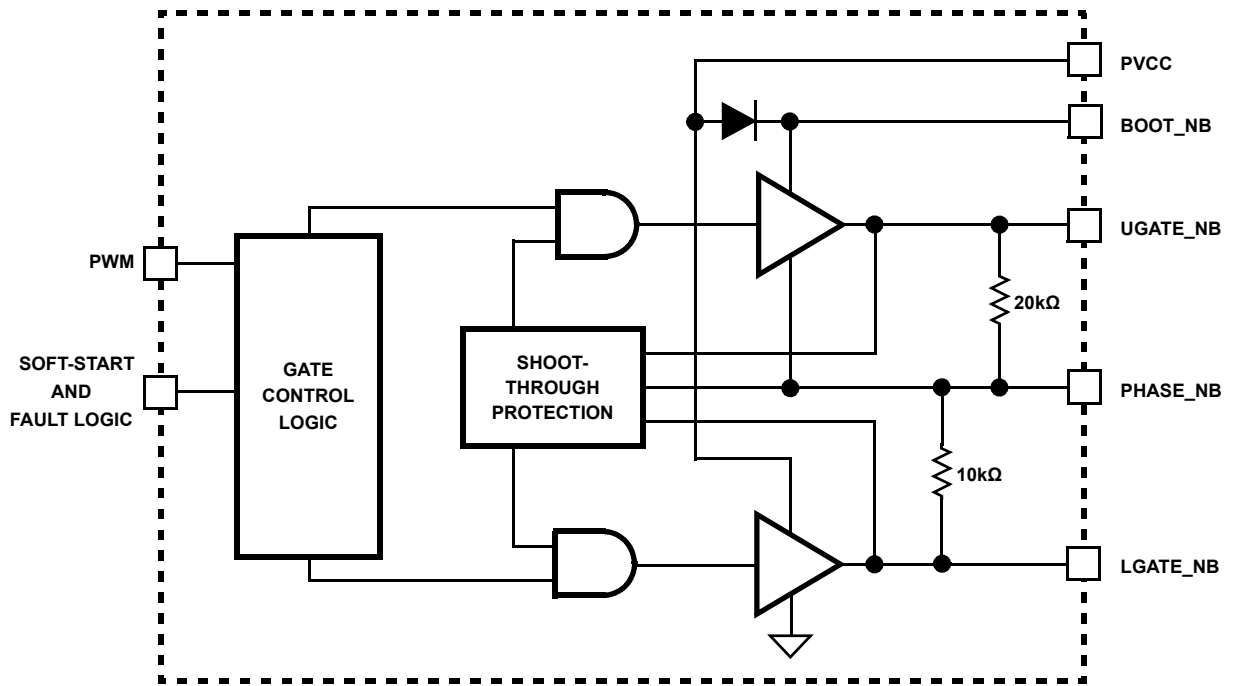 PVCC
BOOT_NB
UGATE_NB
PWM
20kΩ
SOFT-START
AND
FAULT LOGIC
GATE
CONTROL
LOGIC
SHOOT-
THROUGH
PROTECTION
PHASE_NB
10kΩ
LGATE_NB